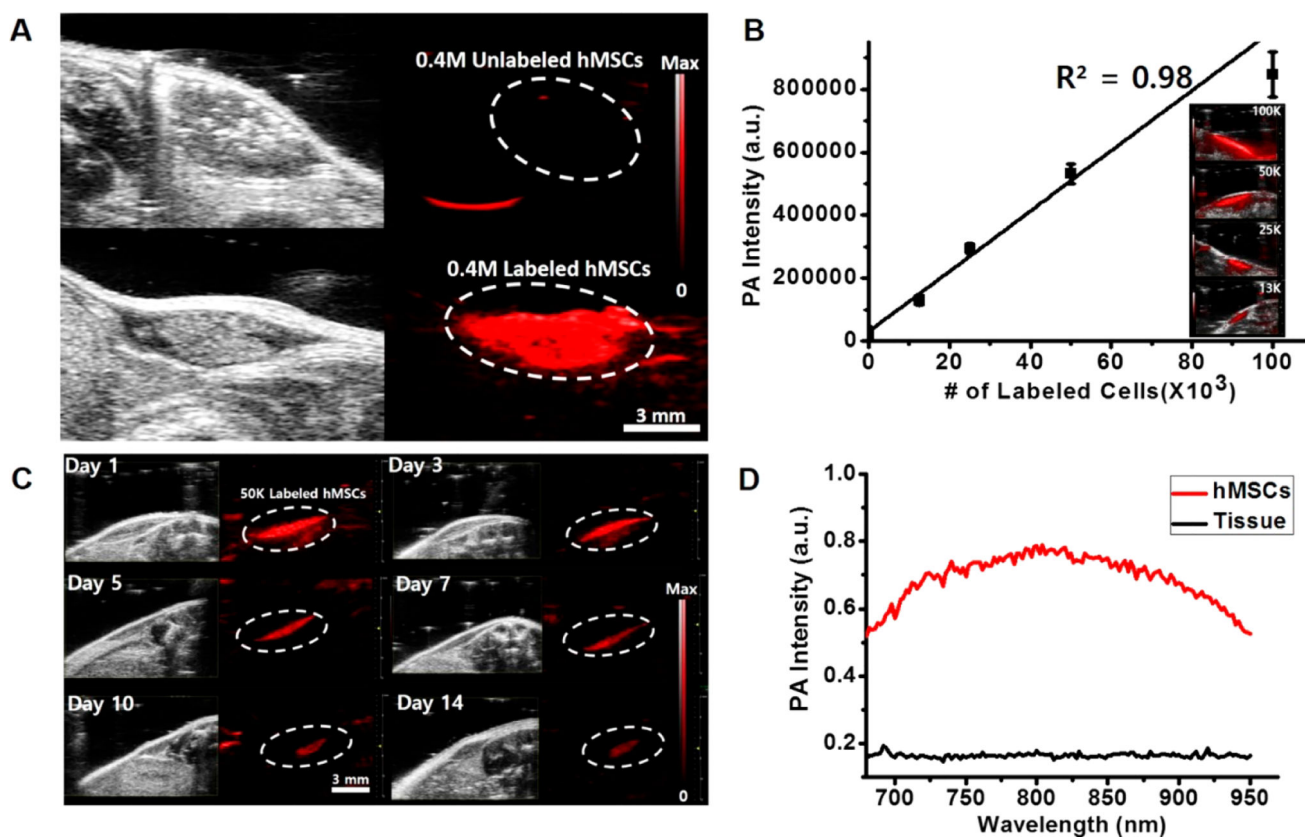 A
0.4M Unlabeled hMSCs
Max
0
0.4M Labeled hMSCs
3 mm
B
R² = 0.98
PA Intensity (a.u.)
800000
600000
400000
200000
0
0 20 40 60 80 100
# of Labeled Cells(X10³)
100K
50K
25K
13K
C
Day 1
50K Labeled hMSCs
Day 3
Day 5
Day 7
Max
Day 10
3 mm
Day 14
0
D
hMSCs
Tissue
PA Intensity (a.u.)
1.0
0.8
0.6
0.4
0.2
700 750 800 850 900 950
Wavelength (nm)